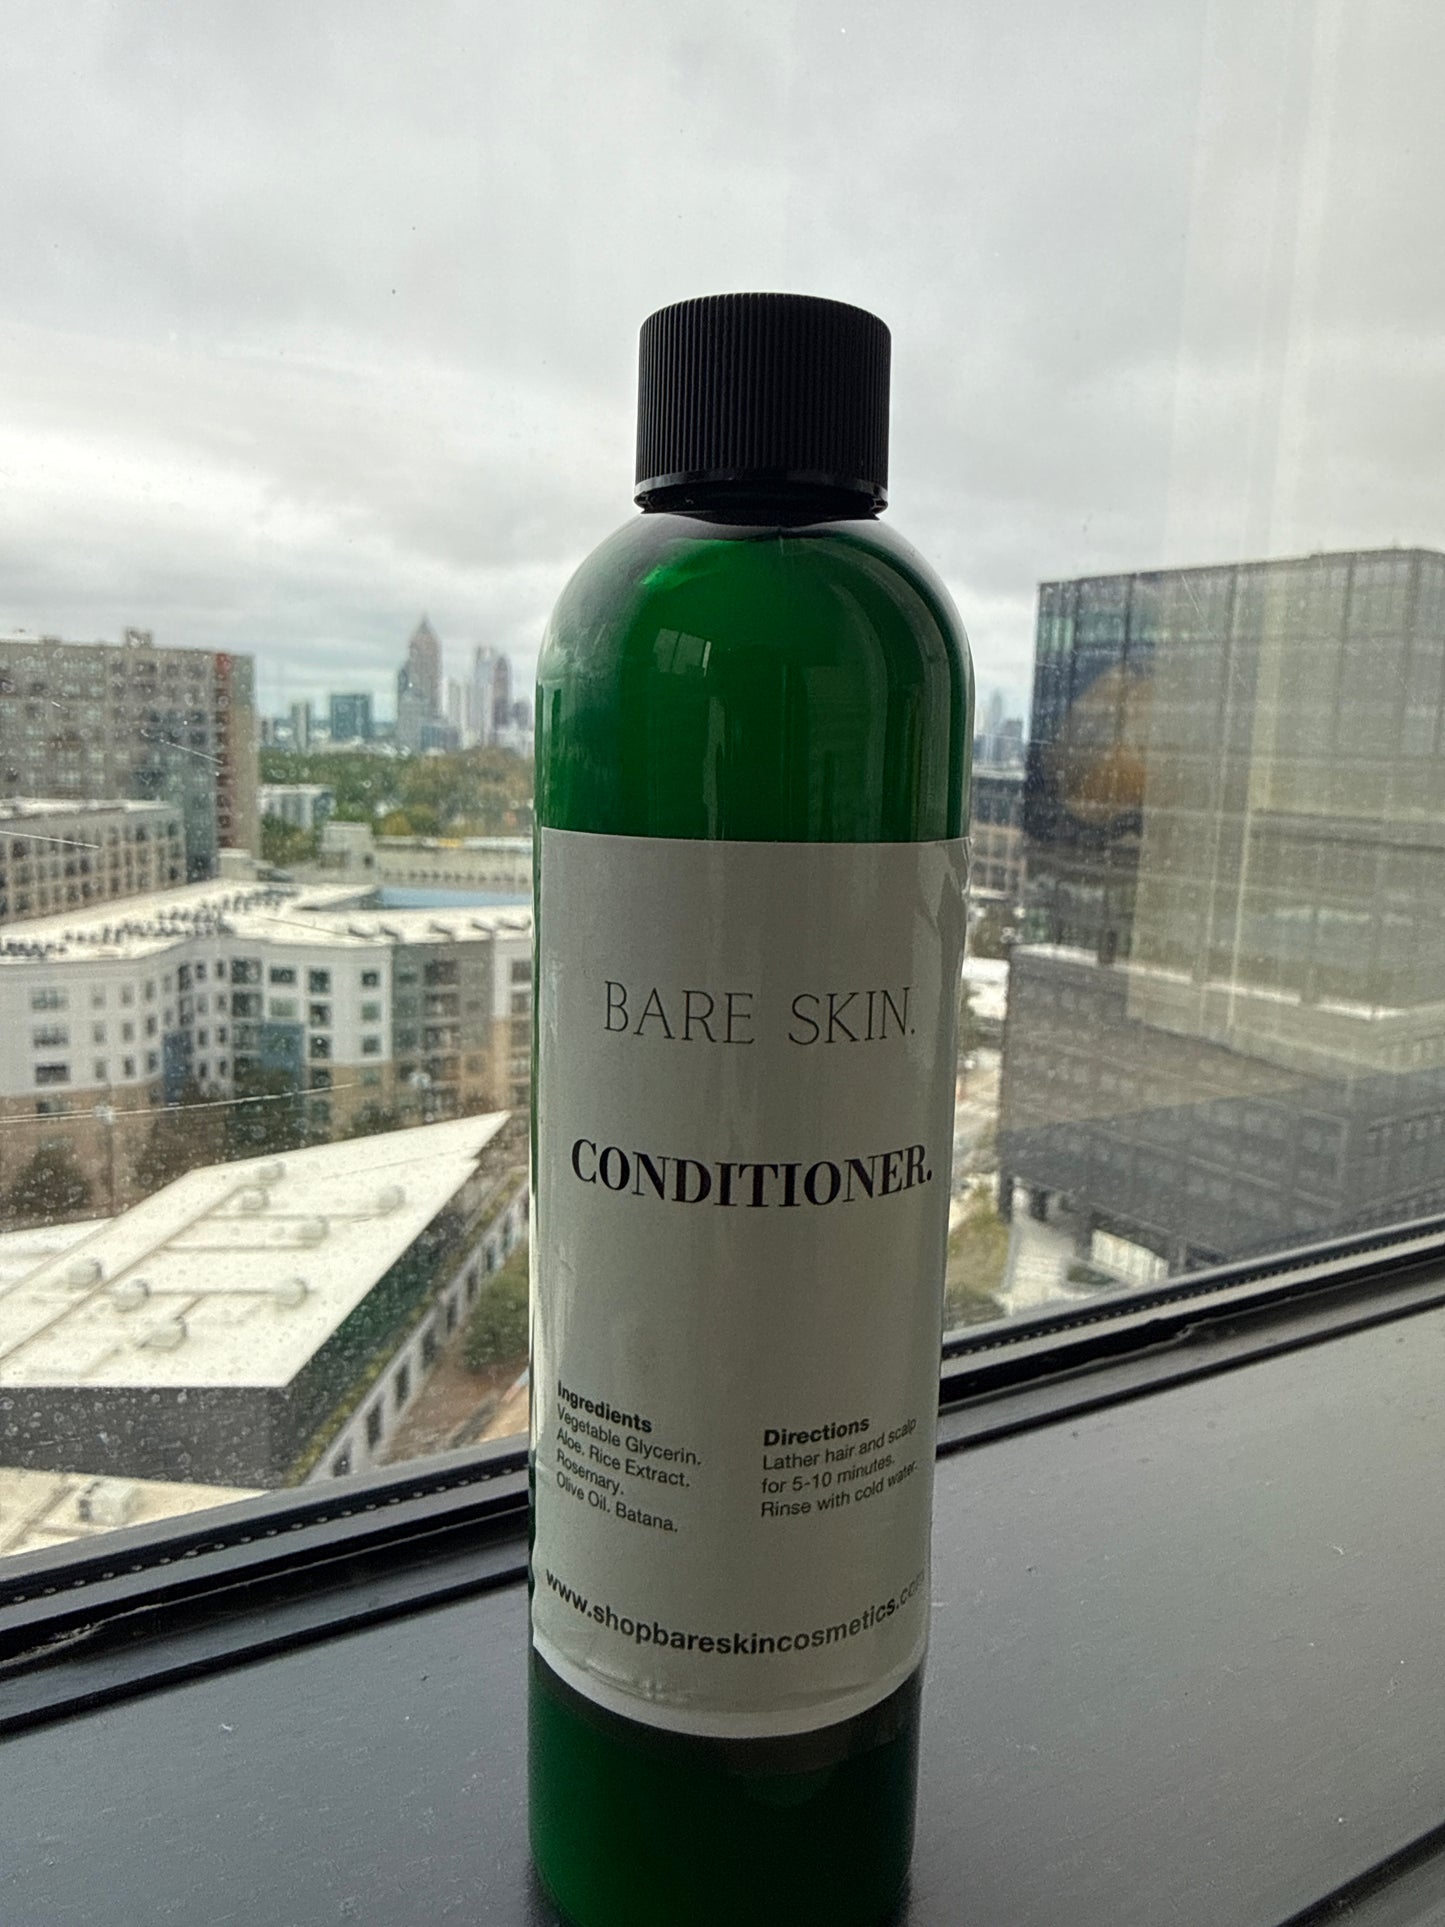 BARE SKIN.
CONDITIONER.
Ingredients
Vegetable Glycerin.
Aloe. Rice Extract.
Rosemary.
Olive Oil. Batana.
Directions
Lather hair and scalp
for 5-10 minutes.
Rinse with cold water.
www.shopbareskincosmetics.com